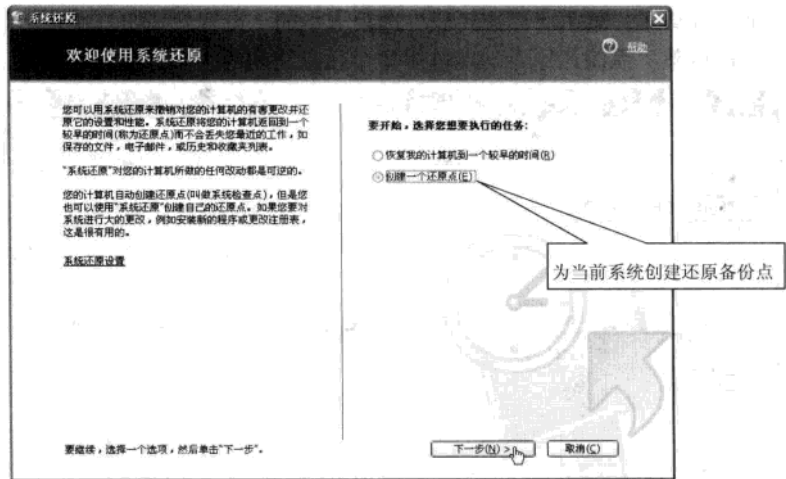 系统还原
欢迎使用系统还原
帮助
您可以用系统还原来撤销对您的计算机的有害更改并还
原它的设置和性能。系统还原将您的计算机返回到一个
较早的时间(称为还原点)而不会丢失您最近的工作，如
保存的文件，电子邮件，或历史和收藏夹列表。
"系统还原"对您的计算机所做的任何改动都是可逆的。
您的计算机自动创建还原点(叫做系统检查点)，但是您
也可以使用"系统还原"创建自己的还原点。如果您要对
系统进行大的更改，例如安装新的程序或更改注册表，
这是很有用的。
系统还原设置
要开始，选择您想要执行的任务:
恢复我的计算机到一个较早的时间(R)
创建一个还原点(E)
为当前系统创建还原备份点
要继续，选择一个选项，然后单击"下一步"。
下一步(N) >
取消(C)